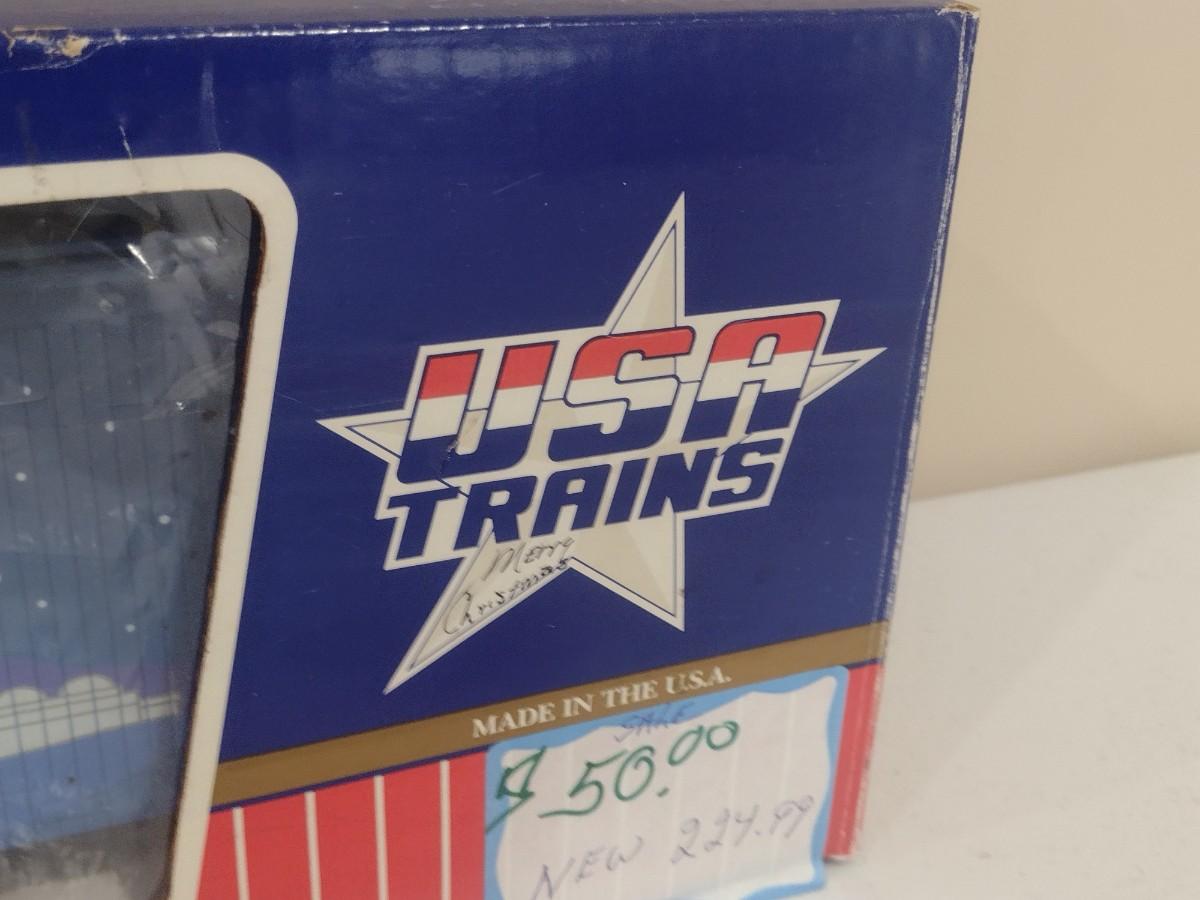 USA
TRAINS
Merry
Christmas
MADE IN THE U.S.A.
SALE
$50.00
NEW 224.99